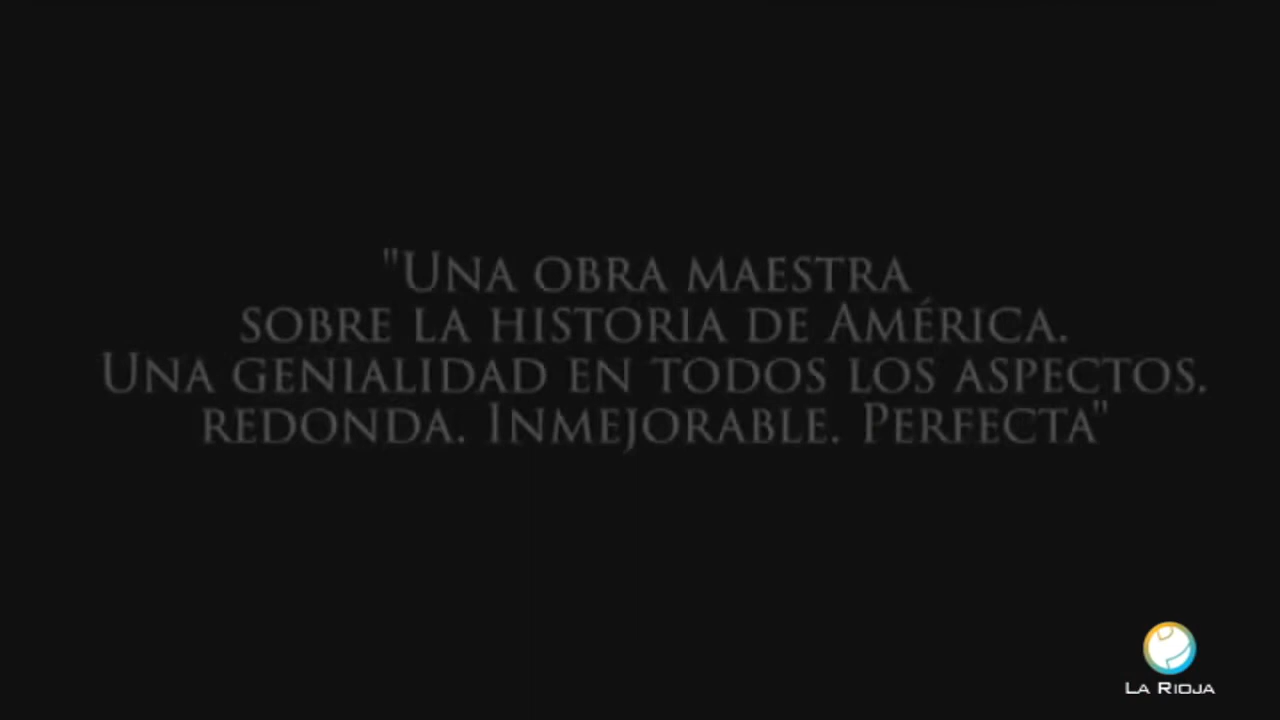 "Una obra maestra
sobre la historia de América.
Una genialidad en todos los aspectos.
redonda. Inmejorable. Perfecta"
La Rioja